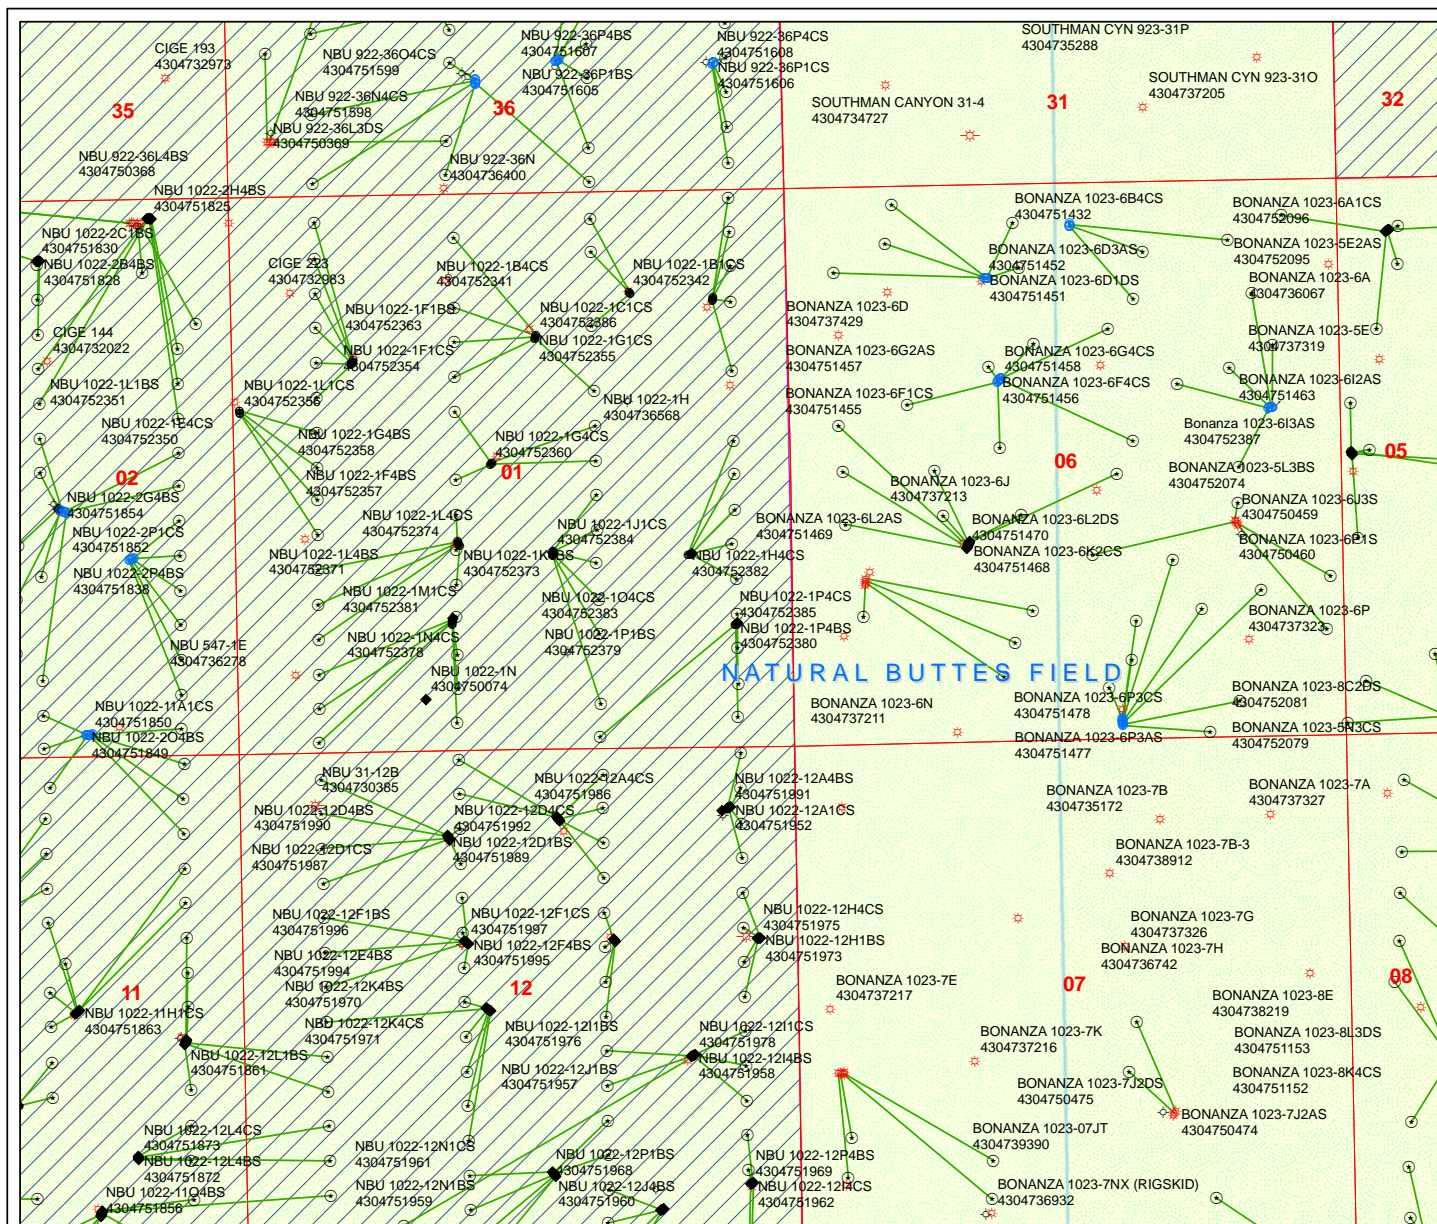 CIGE 193
4304732973
NBU 922-36O4CS
4304751599
NBU 922-36P4BS
4304751607
NBU 922-36P1BS
4304751605
NBU 922-36P4CS
4304751608
NBU 922-36P1CS
4304751606
SOUTHMAN CYN 923-31P
4304735288
SOUTHMAN CYN 923-31O
4304737205
SOUTHMAN CANYON 31-4
4304734727
35
36
31
32
NBU 922-36N4CS
4304751598
NBU 922-36L3DS
4304750369
NBU 922-36L4BS
4304750368
NBU 922-36N
4304736400
NBU 1022-2H4BS
4304751825
NBU 1022-2C1BS
4304751830
NBU 1022-2B4BS
4304751828
CIGE 223
4304732983
NBU 1022-1B4CS
4304752341
NBU 1022-1B1CS
4304752342
BONANZA 1023-6B4CS
4304751432
BONANZA 1023-6D3AS
4304751452
BONANZA 1023-6D1DS
4304751451
BONANZA 1023-6A1CS
4304752096
BONANZA 1023-5E2AS
4304752095
BONANZA 1023-6A
4304736067
BONANZA 1023-6D
4304737429
CIGE 144
4304732022
NBU 1022-1F1BS
4304752363
NBU 1022-1F1CS
4304752354
NBU 1022-1C1CS
4304752386
NBU 1022-1G1CS
4304752355
BONANZA 1023-6G2AS
4304751457
BONANZA 1023-6G4CS
4304751458
BONANZA 1023-6F4CS
4304751456
BONANZA 1023-6F1CS
4304751455
BONANZA 1023-5E
4304737319
BONANZA 1023-6I2AS
4304751463
Bonanza 1023-6I3AS
4304752387
NBU 1022-1L1BS
4304752351
NBU 1022-1L1CS
4304752356
NBU 1022-1E4CS
4304752350
NBU 1022-1G4BS
4304752358
NBU 1022-1H
4304736568
NBU 1022-1G4CS
4304752360
NBU 1022-1F4BS
4304752357
02
01
06
05
BONANZA 1023-5L3BS
4304752074
BONANZA 1023-6J
4304737213
BONANZA 1023-6J3S
4304750459
4304750460
NBU 1022-2G4BS
4304751854
NBU 1022-2P1CS
4304751852
NBU 1022-2P4BS
4304751838
NBU 1022-1L4CS
4304752374
4304752373
NBU 1022-1L4BS
4304752371
NBU 1022-1J1CS
4304752384
NBU 1022-1H4CS
4304752382
BONANZA 1023-6L2AS
4304751469
BONANZA 1023-6L2DS
4304751470
BONANZA 1023-6K2CS
4304751468
NBU 1022-1M1CS
4304752381
NBU 1022-1O4CS
4304752383
NBU 1022-1P4CS
4304752385
NBU 1022-1P4BS
4304752380
NBU 1022-1P1BS
4304752379
NBU 1022-1N4CS
4304752378
NBU 1022-1N
4304750074
NBU 547-1E
4304736278
BONANZA 1023-6P
4304737323
NATURAL BUTTES FIELD
BONANZA 1023-6N
4304737211
BONANZA 1023-6P3CS
4304751478
BONANZA 1023-6P3AS
4304751477
BONANZA 1023-8C2DS
4304752081
BONANZA 1023-5N3CS
4304752079
NBU 1022-11A1CS
4304751850
NBU 1022-2O4BS
4304751849
NBU 31-12B
4304730385
NBU 1022-12A4CS
4304751986
NBU 1022-12A4BS
4304751991
NBU 1022-12A1CS
4304751952
NBU 1022-12D4BS
4304751990
NBU 1022-12D4CS
4304751992
NBU 1022-12D1BS
4304751989
NBU 1022-12D1CS
4304751987
BONANZA 1023-7B
4304735172
BONANZA 1023-7A
4304737327
BONANZA 1023-7B-3
4304738912
NBU 1022-12F1BS
4304751996
NBU 1022-12F1CS
4304751997
NBU 1022-12F4BS
4304751995
NBU 1022-12E4BS
4304751994
NBU 1022-12H4CS
4304751975
NBU 1022-12H1BS
4304751973
BONANZA 1023-7G
4304737326
BONANZA 1023-7H
4304736742
BONANZA 1023-7E
4304737217
11
12
07
08
NBU 1022-12K4BS
4304751970
NBU 1022-12K4CS
4304751971
NBU 1022-11H1CS
4304751863
NBU 1022-12L1BS
4304751861
NBU 1022-12I1BS
4304751976
NBU 1022-12J1BS
4304751957
NBU 1022-12I1CS
4304751978
NBU 1022-12I4BS
4304751958
BONANZA 1023-8E
4304738219
BONANZA 1023-7K
4304737216
BONANZA 1023-8L3DS
4304751153
BONANZA 1023-8K4CS
4304751152
BONANZA 1023-7J2DS
4304750475
BONANZA 1023-7J2AS
4304750474
BONANZA 1023-07JT
4304739390
BONANZA 1023-7NX (RIGSKID)
4304736932
NBU 1022-12L4CS
4304751873
NBU 1022-12L4BS
4304751872
NBU 1022-11O4BS
4304751856
NBU 1022-12N1CS
4304751961
NBU 1022-12N1BS
4304751959
NBU 1022-12P1BS
4304751968
NBU 1022-12J4BS
4304751960
NBU 1022-12P4BS
4304751969
NBU 1022-12I4CS
4304751962